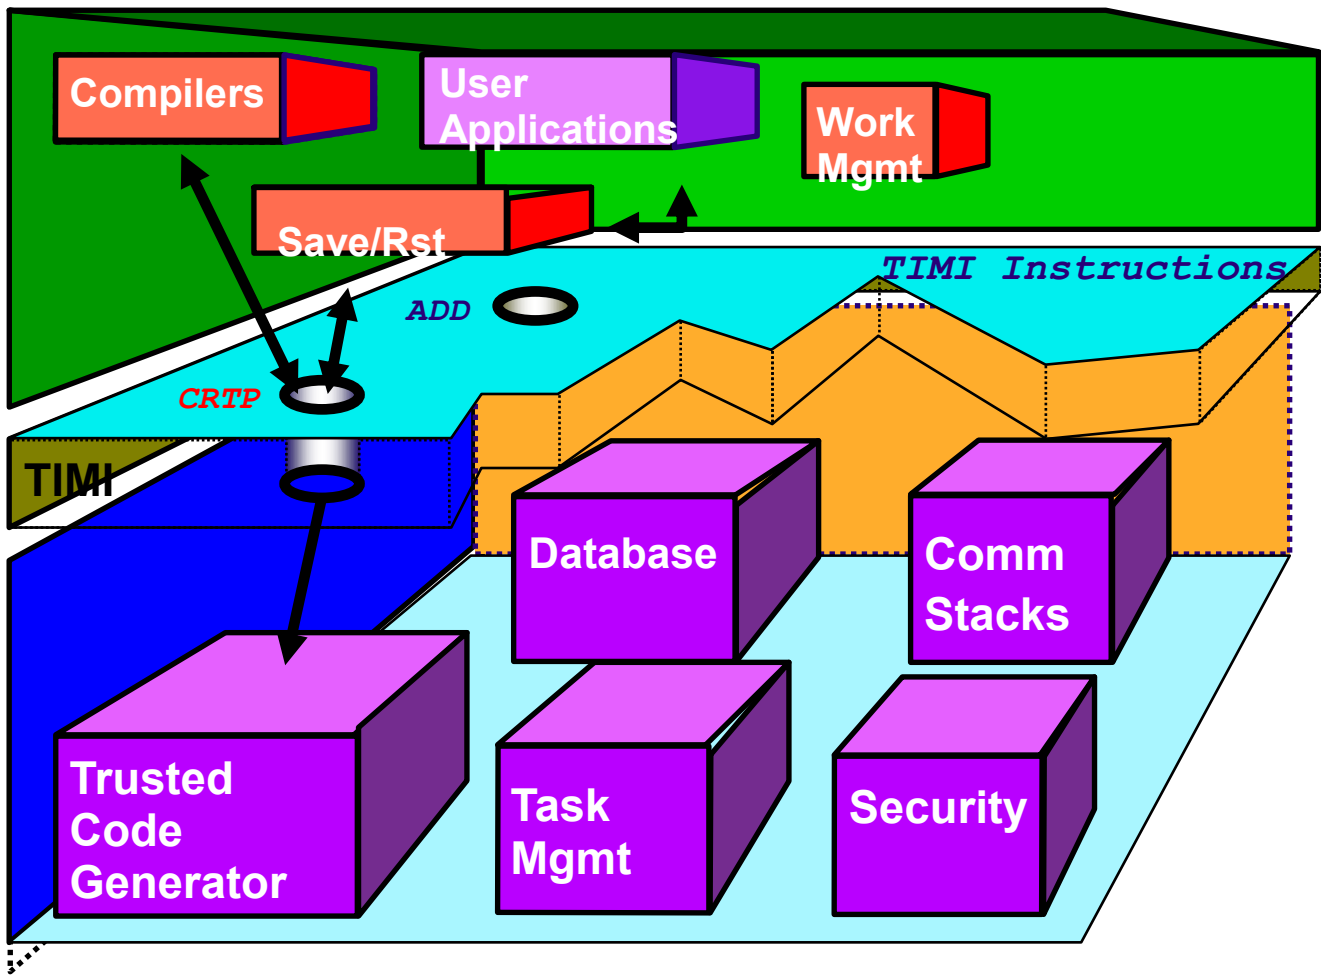 Compilers
User
Applications
Work
Mgmt
Save/Rst
TIMI Instructions
ADD
CRTP
TIMI
Database
Comm
Stacks
Trusted
Code
Generator
Task
Mgmt
Security